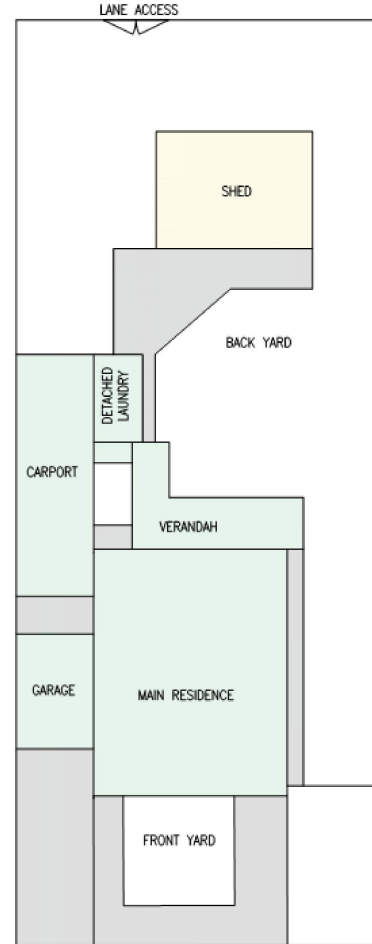 LANE ACCESS
SHED
BACK YARD
DETACHED
LAUNDRY
CARPORT
VERANDAH
GARAGE
MAIN RESIDENCE
FRONT YARD